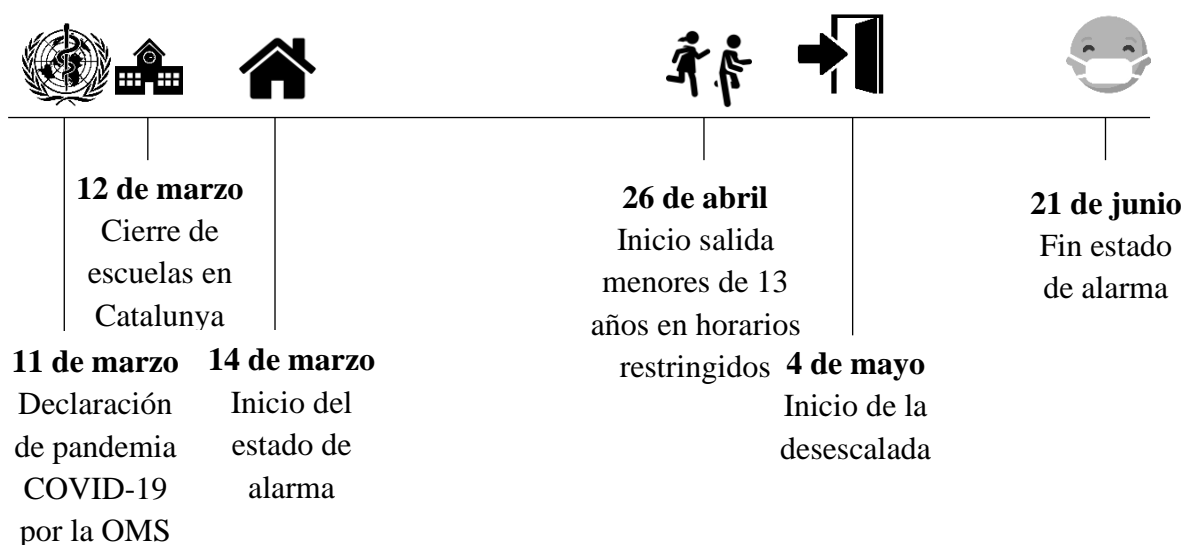 12 de marzo
Cierre de
escuelas en
Catalunya
11 de marzo
Declaración
de pandemia
COVID-19
por la OMS
14 de marzo
Inicio del
estado de
alarma
26 de abril
Inicio salida
menores de 13
años en horarios
restringidos
4 de mayo
Inicio de la
desescalada
21 de junio
Fin estado
de alarma